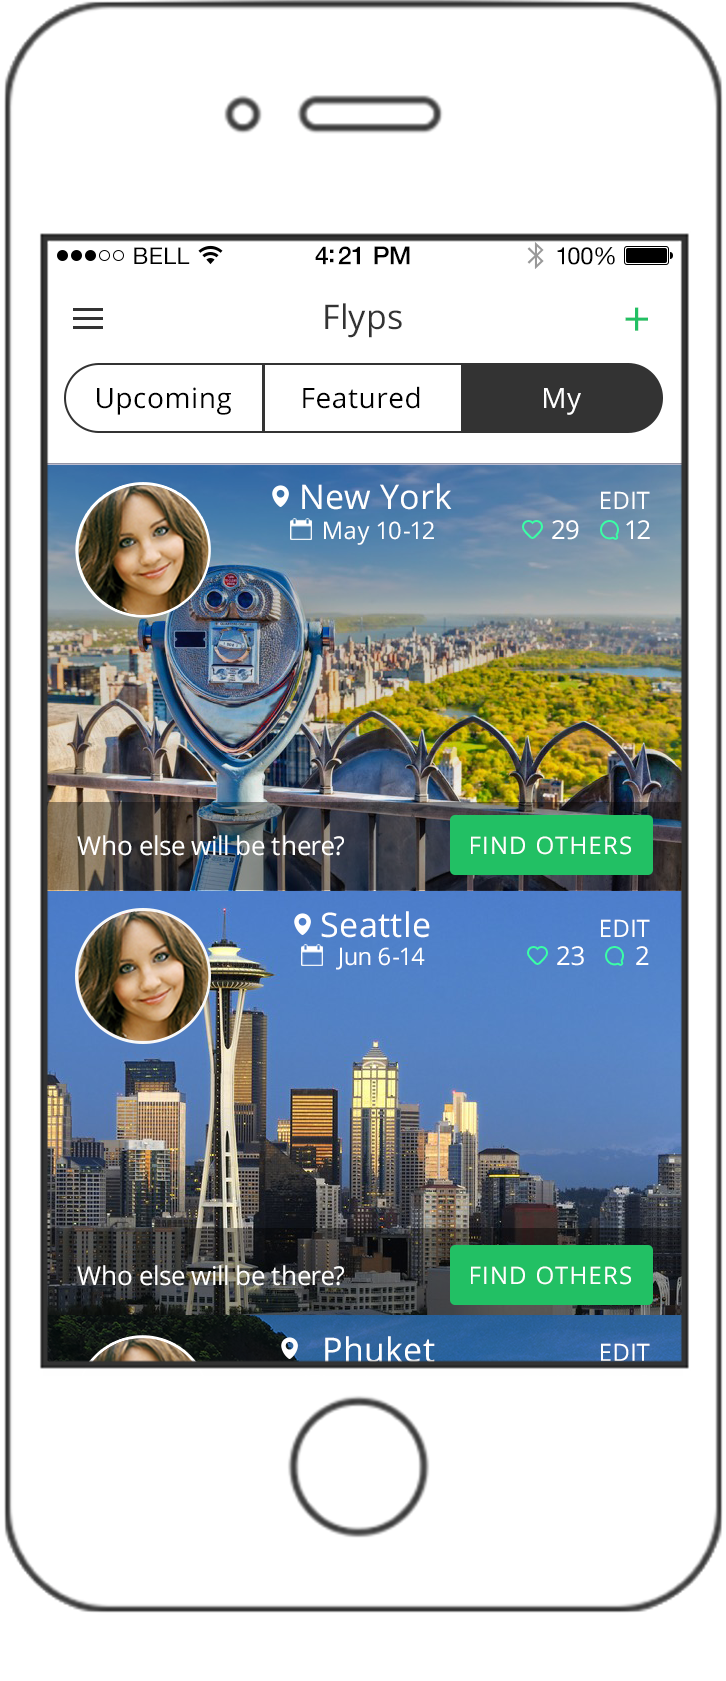 BELL 4:21 PM 100%
Flyps
Upcoming Featured My
New York EDIT
May 10-12 29 12
Who else will be there? FIND OTHERS
Seattle EDIT
Jun 6-14 23 2
Who else will be there? FIND OTHERS
Phuket EDIT